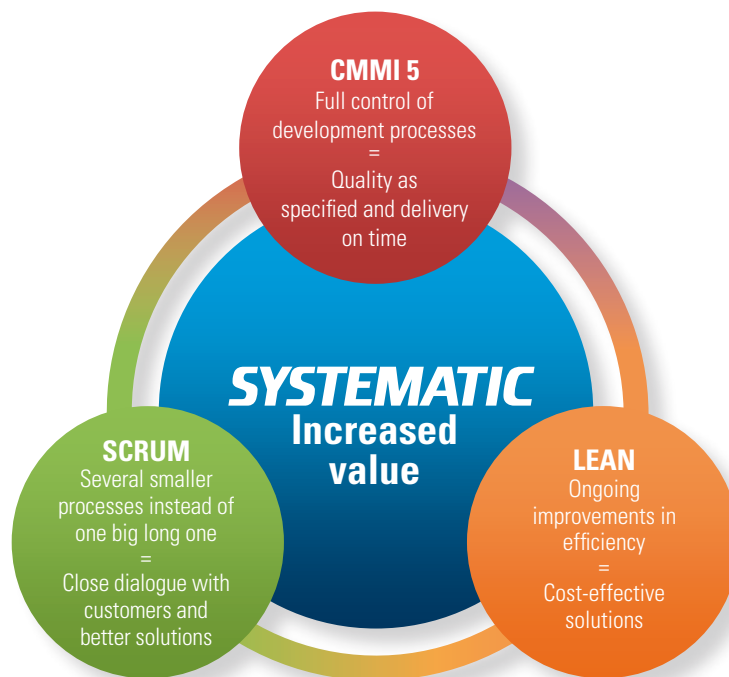 CMMI 5
Full control of
development processes
=
Quality as
specified and delivery
on time
SYSTEMATIC
Increased
value
SCRUM
Several smaller
processes instead of
one big long one
=
Close dialogue with
customers and
better solutions
LEAN
Ongoing
improvements in
efficiency
=
Cost-effective
solutions